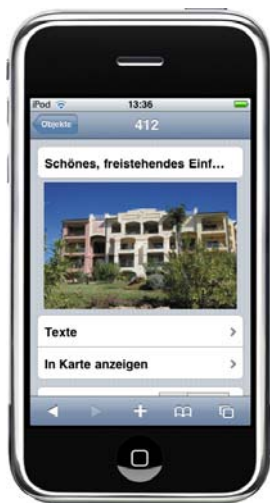 iPod 13:36
Objekte 412
Schönes, freistehendes Einf...
Texte
In Karte anzeigen